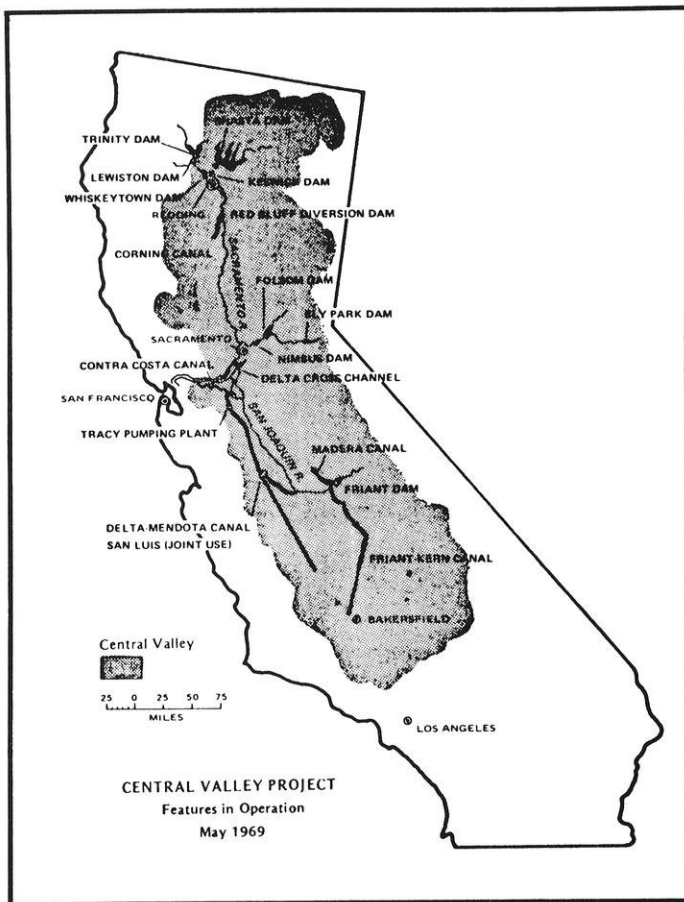 SHASTA DAM
TRINITY DAM
LEWISTON DAM
KESWICK DAM
WHISKEYTOWN DAM
REDDING
RED BLUFF DIVERSION DAM
CORNING CANAL
SACRAMENTO R.
FOLSOM DAM
SLY PARK DAM
SACRAMENTO
NIMBUS DAM
CONTRA COSTA CANAL
DELTA CROSS CHANNEL
SAN FRANCISCO
TRACY PUMPING PLANT
SAN JOAQUIN R.
MADERA CANAL
FRIANT DAM
DELTA-MENDOTA CANAL
SAN LUIS (JOINT USE)
FRIANT-KERN CANAL
BAKERSFIELD
Central Valley
25 0 25 50 75
MILES
LOS ANGELES
CENTRAL VALLEY PROJECT
Features in Operation
May 1969